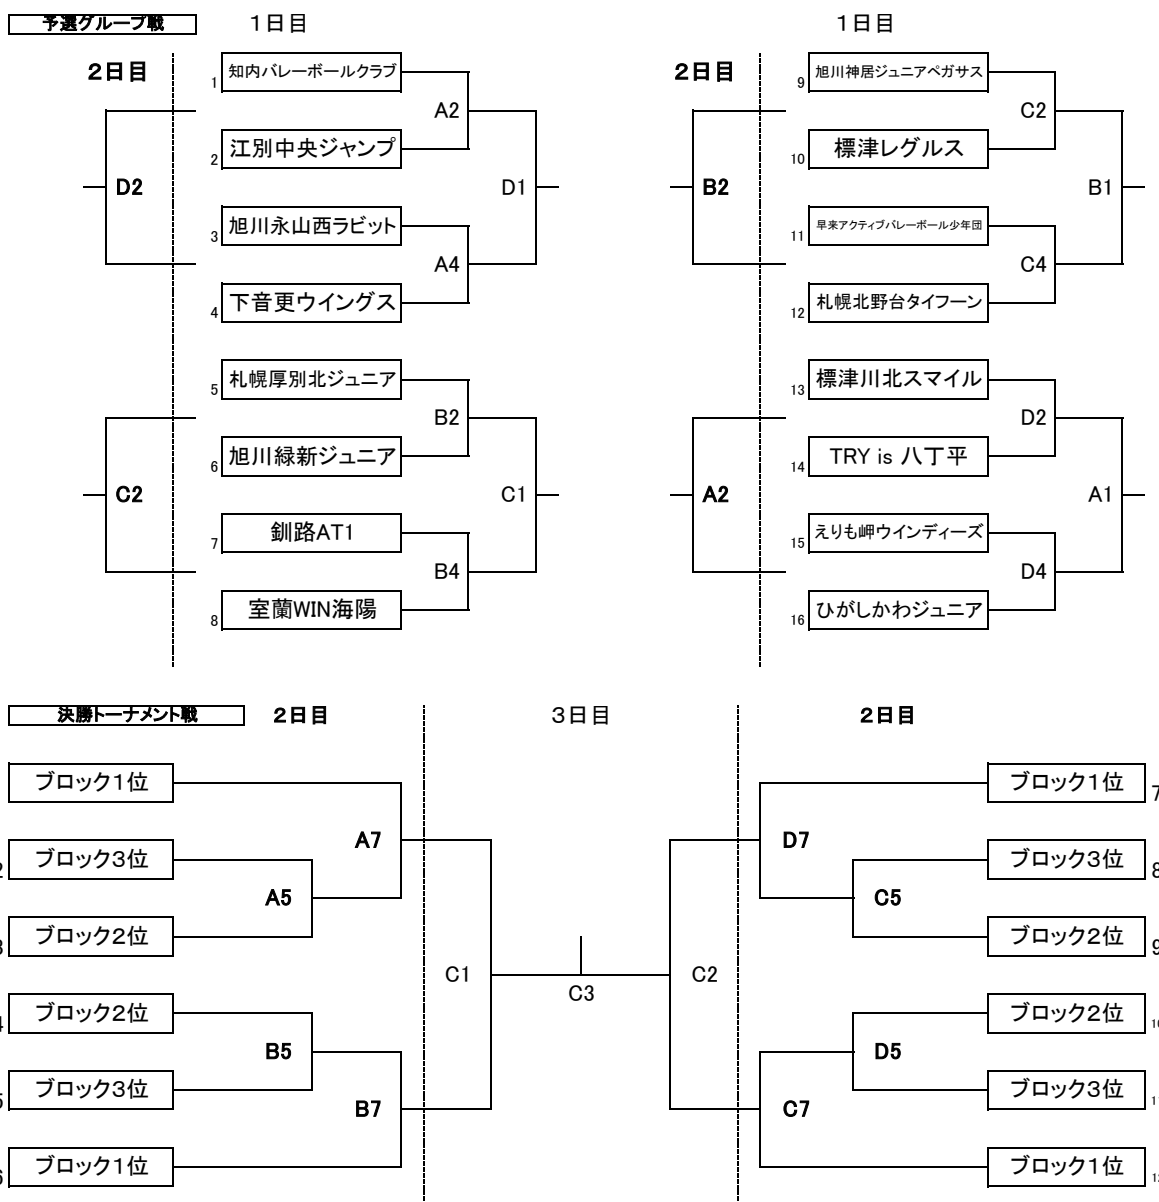 予選グループ戦 1日目 1日目
2日目 2日目
1 知内バレーボールクラブ 9 旭川神居ジュニアペガサス
A2 C2
2 江別中央ジャンプ 10 標津レグルス
D2 D1 B2 B1
3 旭川永山西ラビット 11 早来アクティブバレーボール少年団
A4 C4
4 下音更ウイングス 12 札幌北野台タイフーン
5 札幌厚別北ジュニア 13 標津川北スマイル
B2 D2
6 旭川緑新ジュニア 14 TRY is 八丁平
C2 C1 A2 A1
7 釧路AT1 15 えりも岬ウインディーズ
B4 D4
8 室蘭WIN海陽 16 ひがしかわジュニア
決勝トーナメント戦 2日目 3日目 2日目
ブロック1位 ブロック1位 7
A7 D7
2 ブロック3位 ブロック3位 8
A5 C5
3 ブロック2位 ブロック2位 9
C1 C3 C2
4 ブロック2位 ブロック2位 10
B5 D5
5 ブロック3位 ブロック3位
B7 C7
6 ブロック1位 ブロック1位